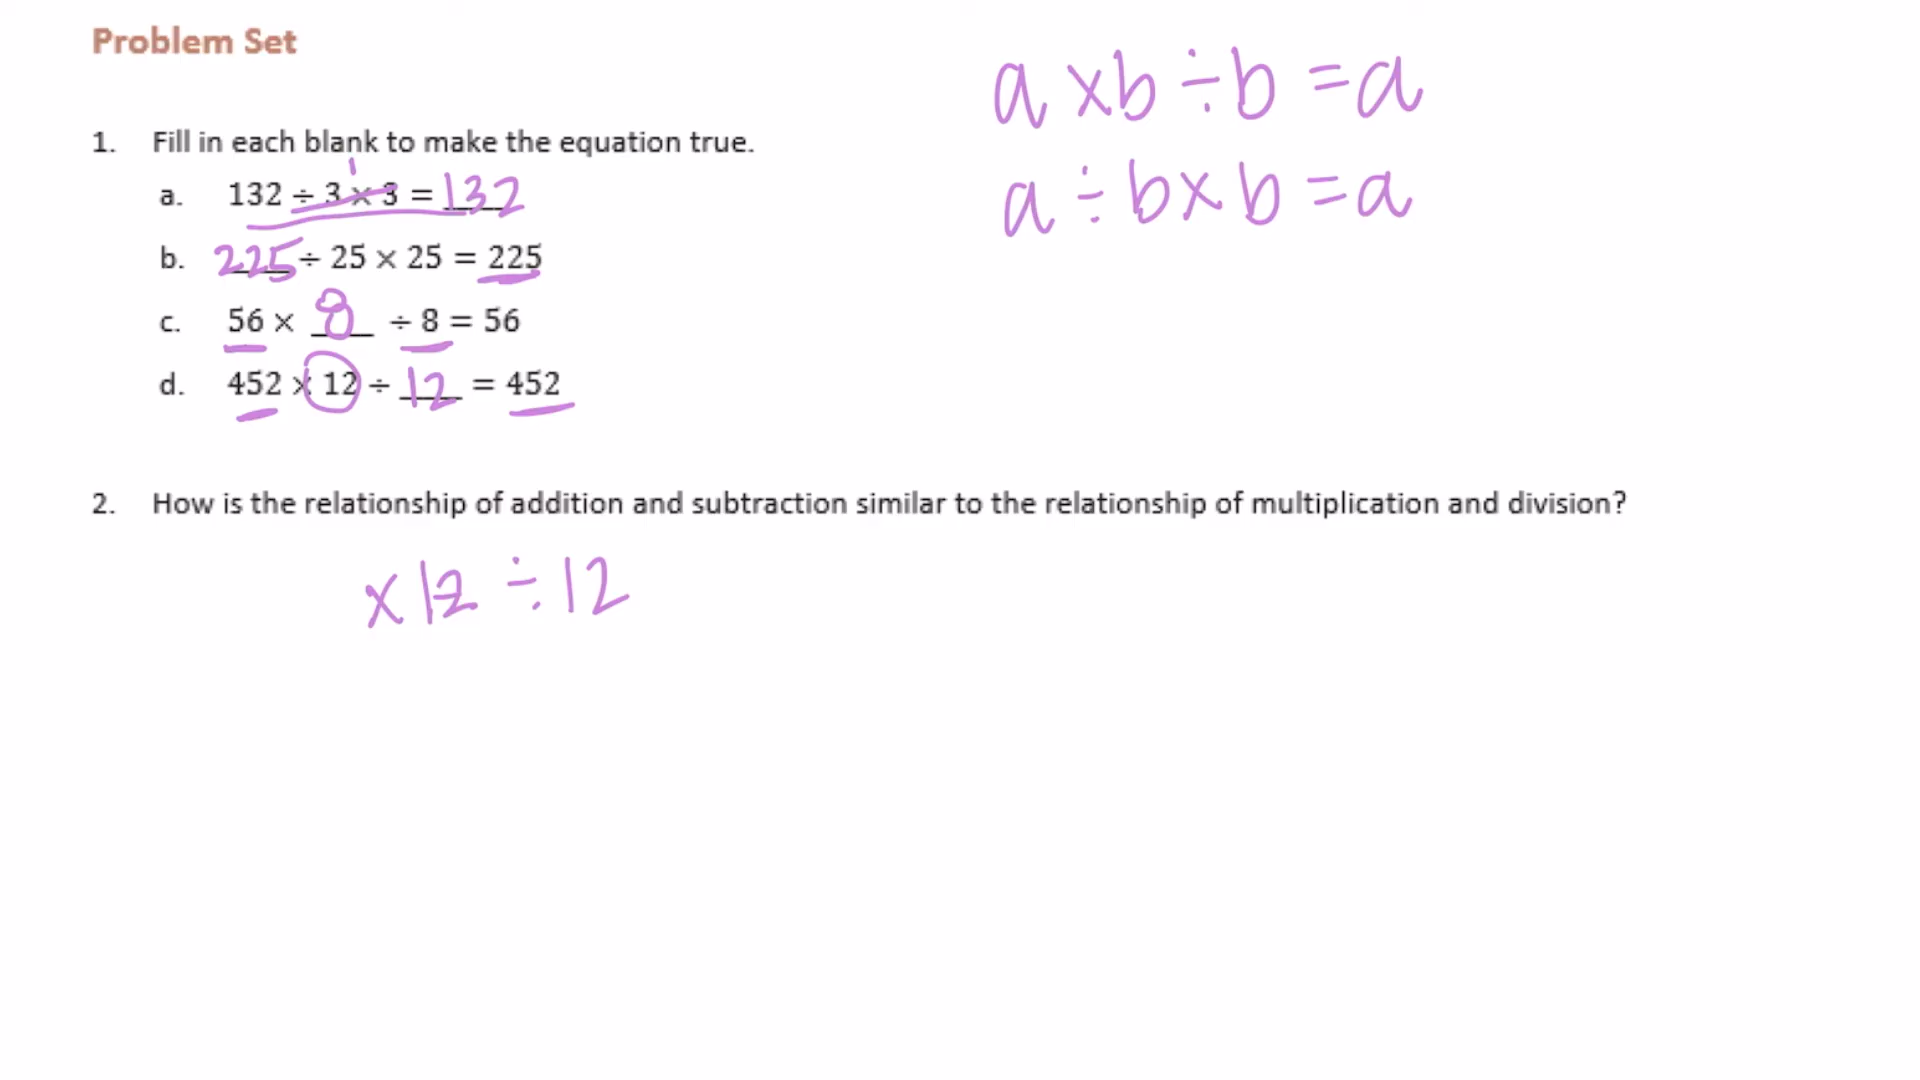 Problem Set
a × b ÷ b = a
1. Fill in each blank to make the equation true.
a ÷ b × b = a
a. 132 ÷ 3 × 3 = 132
b. 225 ÷ 25 × 25 = 225
c. 56 × 8 ÷ 8 = 56
d. 452 × 12 ÷ 12 = 452
2. How is the relationship of addition and subtraction similar to the relationship of multiplication and division?
× 12 ÷ 12